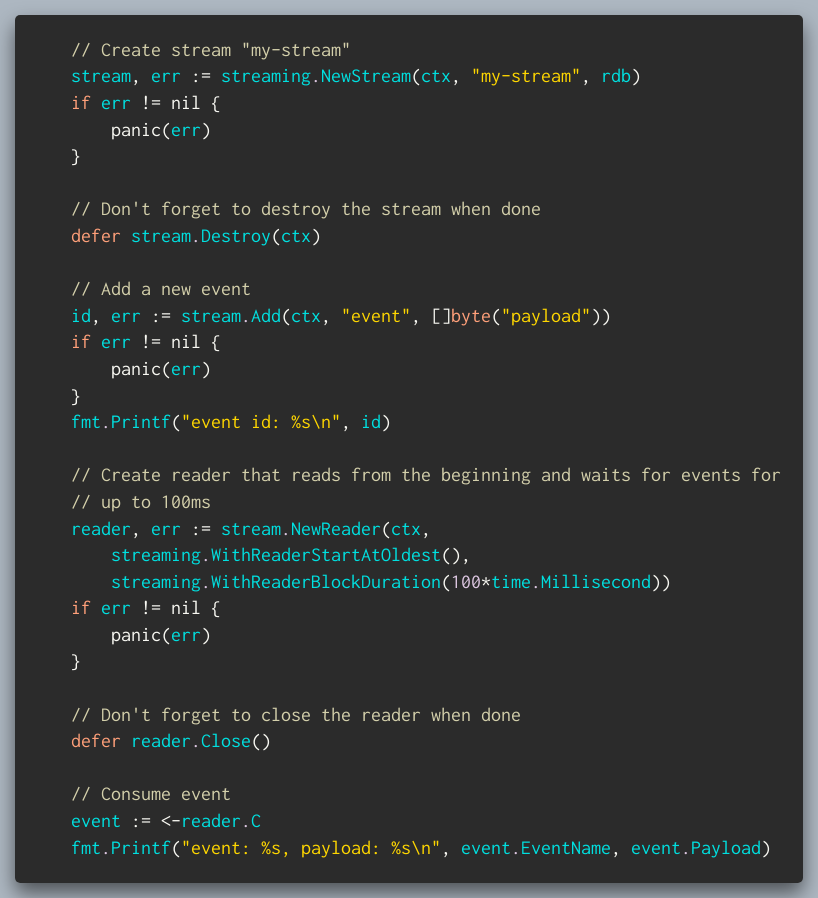 // Create stream "my-stream"
stream, err := streaming.NewStream(ctx, "my-stream", rdb)
if err != nil {
    panic(err)
}

// Don't forget to destroy the stream when done
defer stream.Destroy(ctx)

// Add a new event
id, err := stream.Add(ctx, "event", []byte("payload"))
if err != nil {
    panic(err)
}
fmt.Printf("event id: %s\n", id)

// Create reader that reads from the beginning and waits for events for
// up to 100ms
reader, err := stream.NewReader(ctx,
    streaming.WithReaderStartAtOldest(),
    streaming.WithReaderBlockDuration(100*time.Millisecond))
if err != nil {
    panic(err)
}

// Don't forget to close the reader when done
defer reader.Close()

// Consume event
event := <-reader.C
fmt.Printf("event: %s, payload: %s\n", event.EventName, event.Payload)